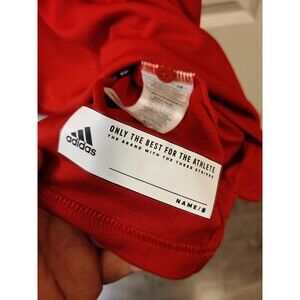 adidas
ONLY THE BEST FOR THE ATHLETE
THE BRAND WITH THE THREE STRIPES
NAME/